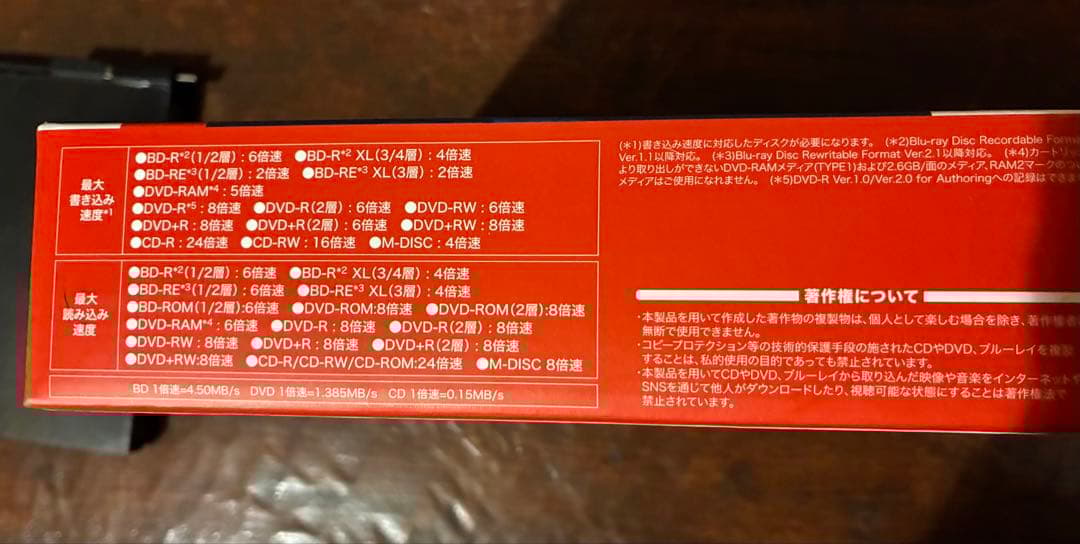 最大
書き込み
速度*1
●BD-R*2(1/2層)：6倍速 ●BD-R*2 XL(3/4層)：4倍速
●BD-RE*3(1/2層)：2倍速 ●BD-RE*3 XL(3層)：2倍速
●DVD-RAM*4：5倍速
●DVD-R*5：8倍速 ●DVD-R(2層)：6倍速 ●DVD-RW：6倍速
●DVD+R：8倍速 ●DVD+R(2層)：6倍速 ●DVD+RW：8倍速
●CD-R：24倍速 ●CD-RW：16倍速 ●M-DISC：4倍速
最大
読み込み
速度
●BD-R*2(1/2層)：6倍速 ●BD-R*2 XL(3/4層)：4倍速
●BD-RE*3(1/2層)：6倍速 ●BD-RE*3 XL(3層)：4倍速
●BD-ROM(1/2層):6倍速 ●DVD-ROM:8倍速 ●DVD-ROM(2層):8倍速
●DVD-RAM*4：6倍速 ●DVD-R：8倍速 ●DVD-R(2層)：8倍速
●DVD-RW：8倍速 ●DVD+R：8倍速 ●DVD+R(2層)：8倍速
●DVD+RW:8倍速 ●CD-R/CD-RW/CD-ROM:24倍速 ●M-DISC 8倍速
BD 1倍速=4.50MB/s DVD 1倍速=1.385MB/s CD 1倍速=0.15MB/s
(*1)書き込み速度に対応したディスクが必要になります。 (*2)Blu-ray Disc Recordable Forma
Ver.1.1以降対応。 (*3)Blu-ray Disc Rewritable Format Ver.2.1以降対応。 (*4)カートリッ
より取り出しができないDVD-RAMメディア(TYPE1)および2.6GB/面のメディア、RAM2マークの
メディアはご使用になれません。 (*5)DVD-R Ver.1.0/Ver.2.0 for Authoringへの記録はできま
著作権について
・本製品を用いて作成した著作物の複製物は、個人として楽しむ場合を除き、著作権者
無断で使用できません。
・コピープロテクション等の技術的保護手段の施されたCDやDVD、ブルーレイを複製
することは、私的使用の目的であっても禁止されています。
・本製品を用いてCDやDVD、ブルーレイから取り込んだ映像や音楽をインターネット
SNSを通じて他人がダウンロードしたり、視聴可能な状態にすることは著作権法で
禁止されています。